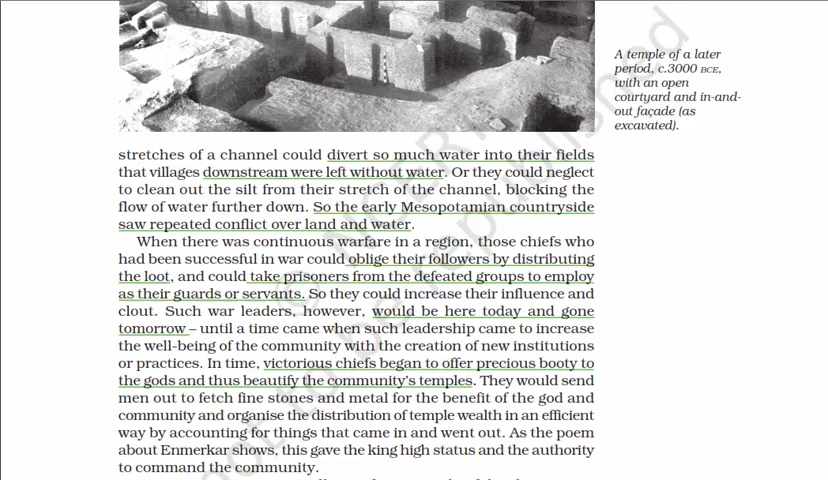 A temple of a later
period, c.3000 BCE,
with an open
courtyard and in-and-
out façade (as
excavated).
stretches of a channel could divert so much water into their fields
that villages downstream were left without water. Or they could neglect
to clean out the silt from their stretch of the channel, blocking the
flow of water further down. So the early Mesopotamian countryside
saw repeated conflict over land and water.
When there was continuous warfare in a region, those chiefs who
had been successful in war could oblige their followers by distributing
the loot, and could take prisoners from the defeated groups to employ
as their guards or servants. So they could increase their influence and
clout. Such war leaders, however, would be here today and gone
tomorrow – until a time came when such leadership came to increase
the well-being of the community with the creation of new institutions
or practices. In time, victorious chiefs began to offer precious booty to
the gods and thus beautify the community's temples. They would send
men out to fetch fine stones and metal for the benefit of the god and
community and organise the distribution of temple wealth in an efficient
way by accounting for things that came in and went out. As the poem
about Enmerkar shows, this gave the king high status and the authority
to command the community.
© NCERT
not to be republished